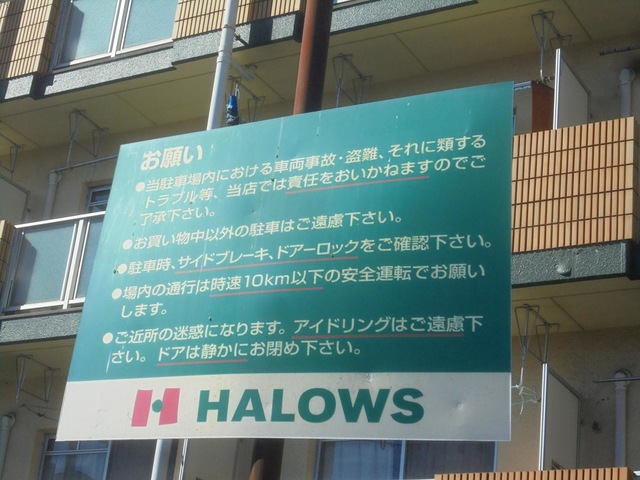 お願い
●当駐車場内における車両事故・盗難、それに類する
トラブル等、当店では責任をおいかねますのでご
了承下さい。
●お買い物中以外の駐車はご遠慮下さい。
●駐車時、サイドブレーキ、ドアーロックをご確認下さい。
●場内の通行は時速10km以下の安全運転でお願い
します。
●ご近所の迷惑になります。アイドリングはご遠慮下
さい。ドアは静かにお閉め下さい。
HALOWS